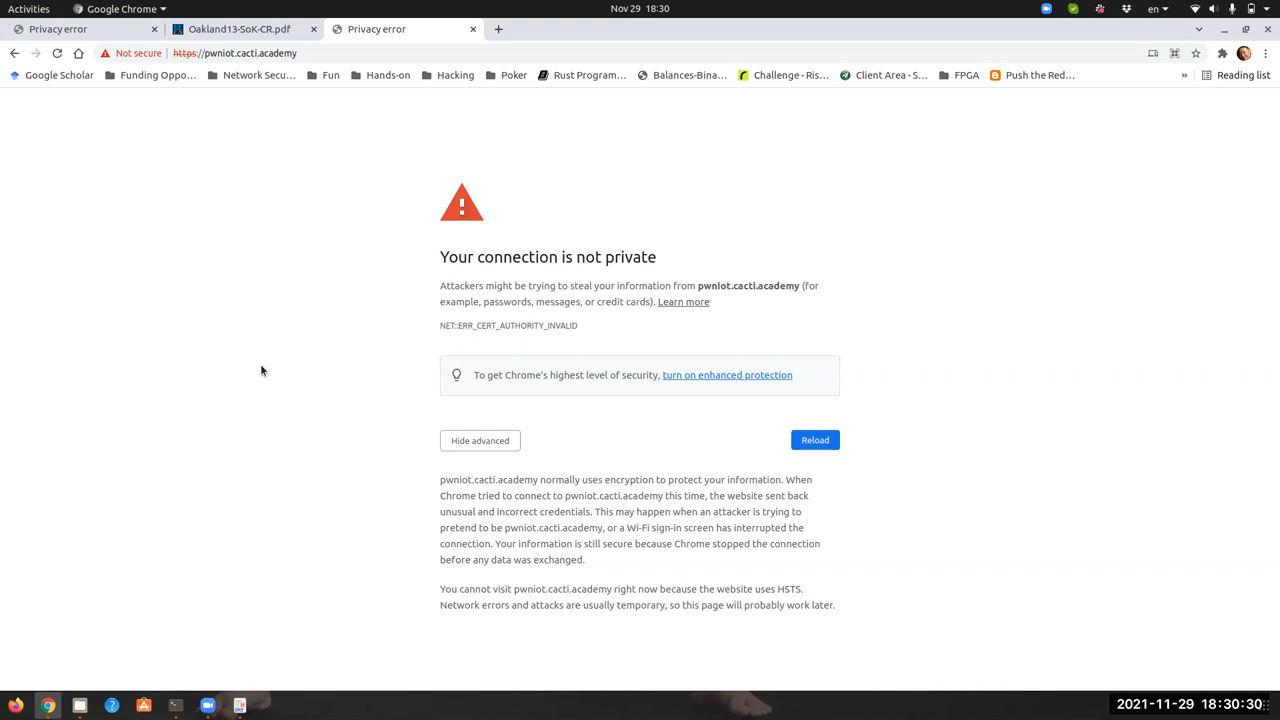 Activities
Google Chrome
Nov 29 18:30
en
Privacy error
Oakland13-SoK-CR.pdf
Privacy error
Not secure
https://pwniot.cacti.academy
Google Scholar
Funding Oppo...
Network Secu...
Fun
Hands-on
Hacking
Poker
Rust Program...
Balances-Bina...
Challenge - Ris...
Client Area - S...
FPGA
Push the Red...
»
Reading list
Your connection is not private
Attackers might be trying to steal your information from pwniot.cacti.academy (for
example, passwords, messages, or credit cards). Learn more
NET::ERR_CERT_AUTHORITY_INVALID
To get Chrome's highest level of security, turn on enhanced protection
Hide advanced
Reload
pwniot.cacti.academy normally uses encryption to protect your information. When
Chrome tried to connect to pwniot.cacti.academy this time, the website sent back
unusual and incorrect credentials. This may happen when an attacker is trying to
pretend to be pwniot.cacti.academy, or a Wi-Fi sign-in screen has interrupted the
connection. Your information is still secure because Chrome stopped the connection
before any data was exchanged.
You cannot visit pwniot.cacti.academy right now because the website uses HSTS.
Network errors and attacks are usually temporary, so this page will probably work later.
2021-11-29 18:30:30